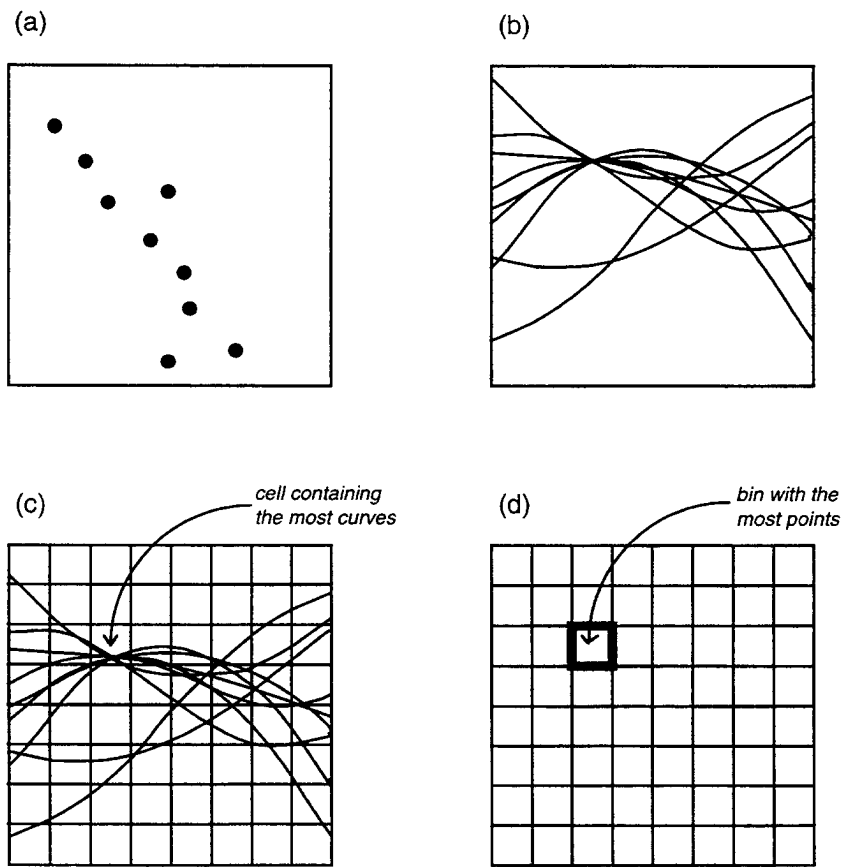 (a)
(b)
(c)
cell containing
the most curves
(d)
bin with the
most points